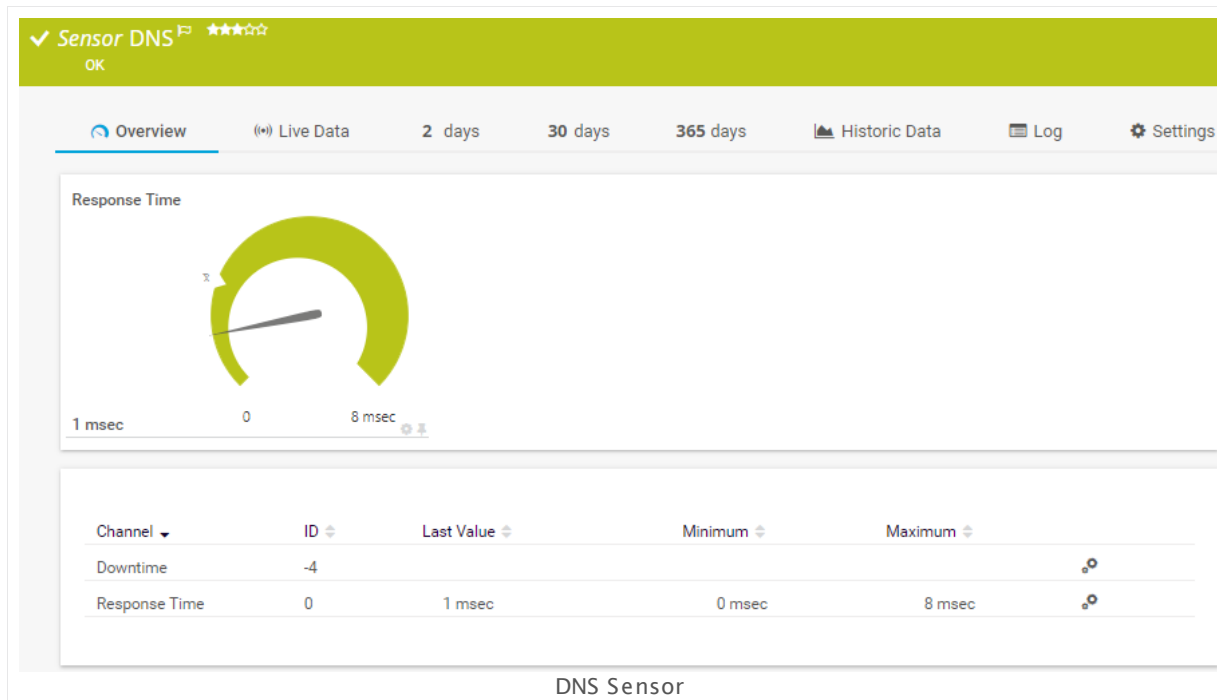 Sensor DNS
OK
Overview Live Data 2 days 30 days 365 days Historic Data Log Settings
Response Time
x̄
1 msec 0 8 msec
Channel ID Last Value Minimum Maximum
Downtime -4
Response Time 0 1 msec 0 msec 8 msec
DNS Sensor